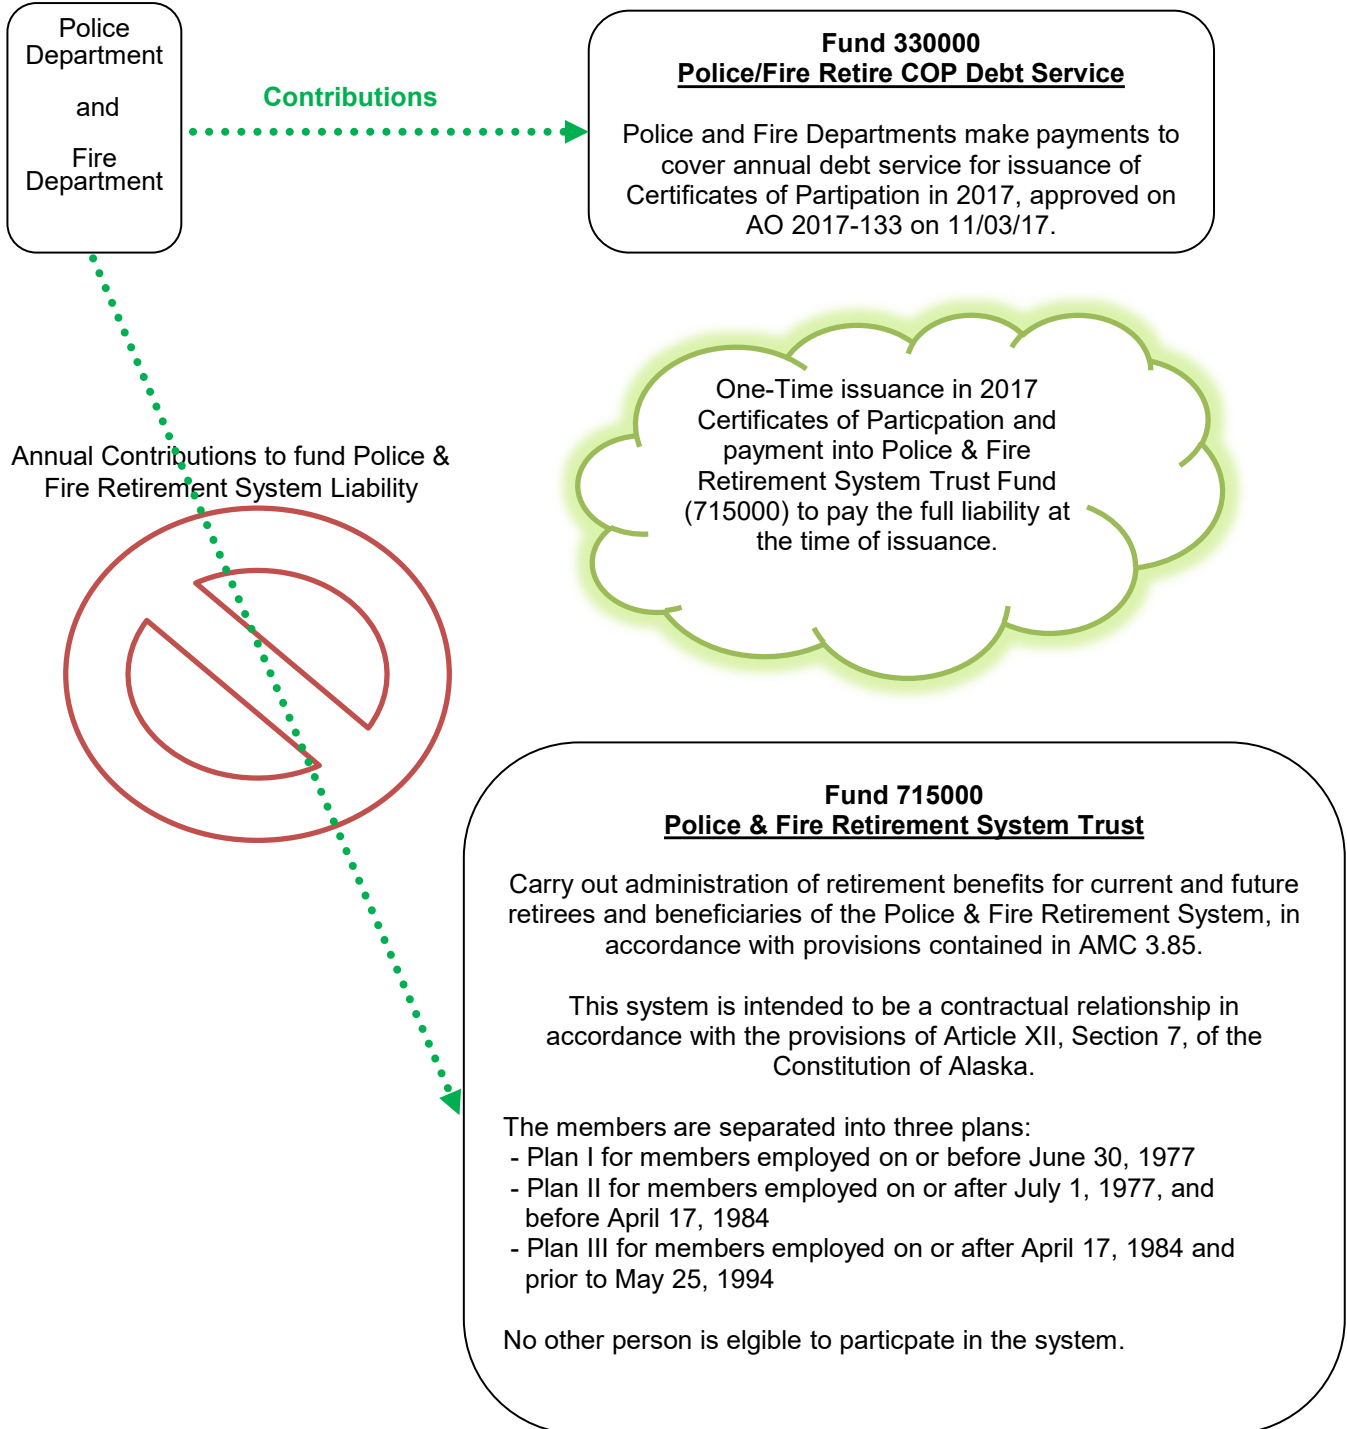 Police
Department
and
Fire
Department
Contributions
Fund 330000
Police/Fire Retire COP Debt Service
Police and Fire Departments make payments to
cover annual debt service for issuance of
Certificates of Partipation in 2017, approved on
AO 2017-133 on 11/03/17.
One-Time issuance in 2017
Certificates of Particpation and
payment into Police & Fire
Retirement System Trust Fund
(715000) to pay the full liability at
the time of issuance.
Annual Contributions to fund Police &
Fire Retirement System Liability
Fund 715000
Police & Fire Retirement System Trust
Carry out administration of retirement benefits for current and future
retirees and beneficiaries of the Police & Fire Retirement System, in
accordance with provisions contained in AMC 3.85.
This system is intended to be a contractual relationship in
accordance with the provisions of Article XII, Section 7, of the
Constitution of Alaska.
The members are separated into three plans:
- Plan I for members employed on or before June 30, 1977
- Plan II for members employed on or after July 1, 1977, and
before April 17, 1984
- Plan III for members employed on or after April 17, 1984 and
prior to May 25, 1994
No other person is elgible to particpate in the system.